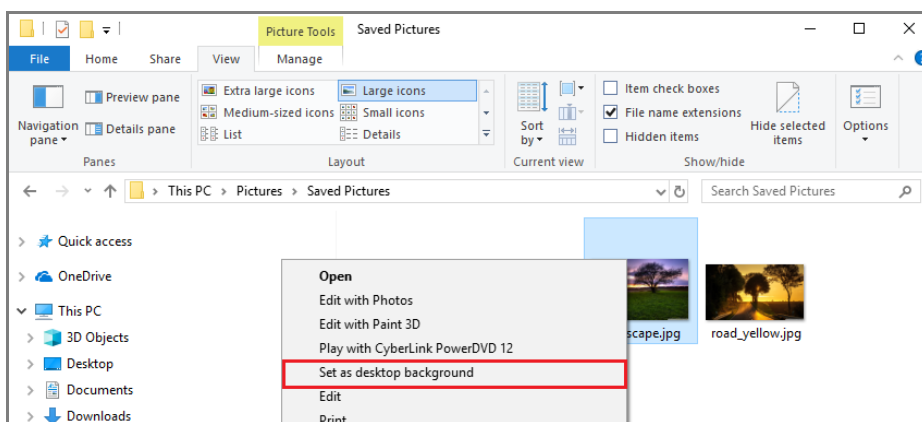 Picture Tools Saved Pictures
File Home Share View Manage
Navigation pane
Preview pane
Details pane
Panes
Extra large icons Large icons
Medium-sized icons Small icons
List Details
Layout
Sort by
Current view
Item check boxes
File name extensions
Hidden items
Hide selected items
Show/hide
Options
This PC > Pictures > Saved Pictures
Search Saved Pictures
Quick access
OneDrive
This PC
3D Objects
Desktop
Documents
Downloads
Open
Edit with Photos
Edit with Paint 3D
Play with CyberLink PowerDVD 12
Set as desktop background
Edit
Print
scape.jpg road_yellow.jpg